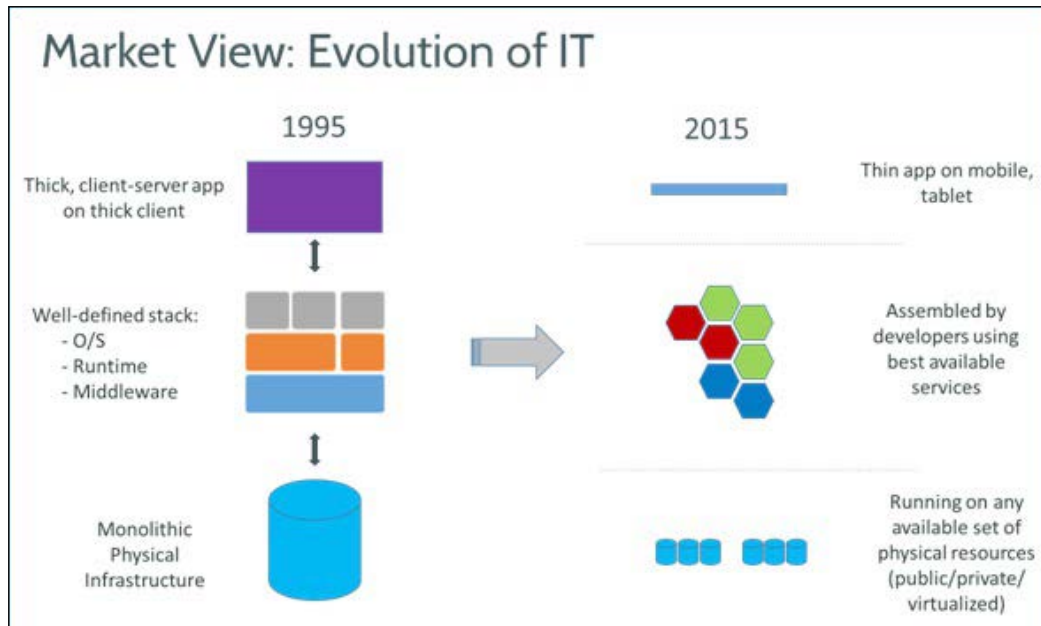 Market View: Evolution of IT
1995
2015
Thick, client-server app
on thick client
Thin app on mobile,
tablet
Well-defined stack:
- O/S
- Runtime
- Middleware
Assembled by
developers using
best available
services
Monolithic
Physical
Infrastructure
Running on any
available set of
physical resources
(public/private/
virtualized)